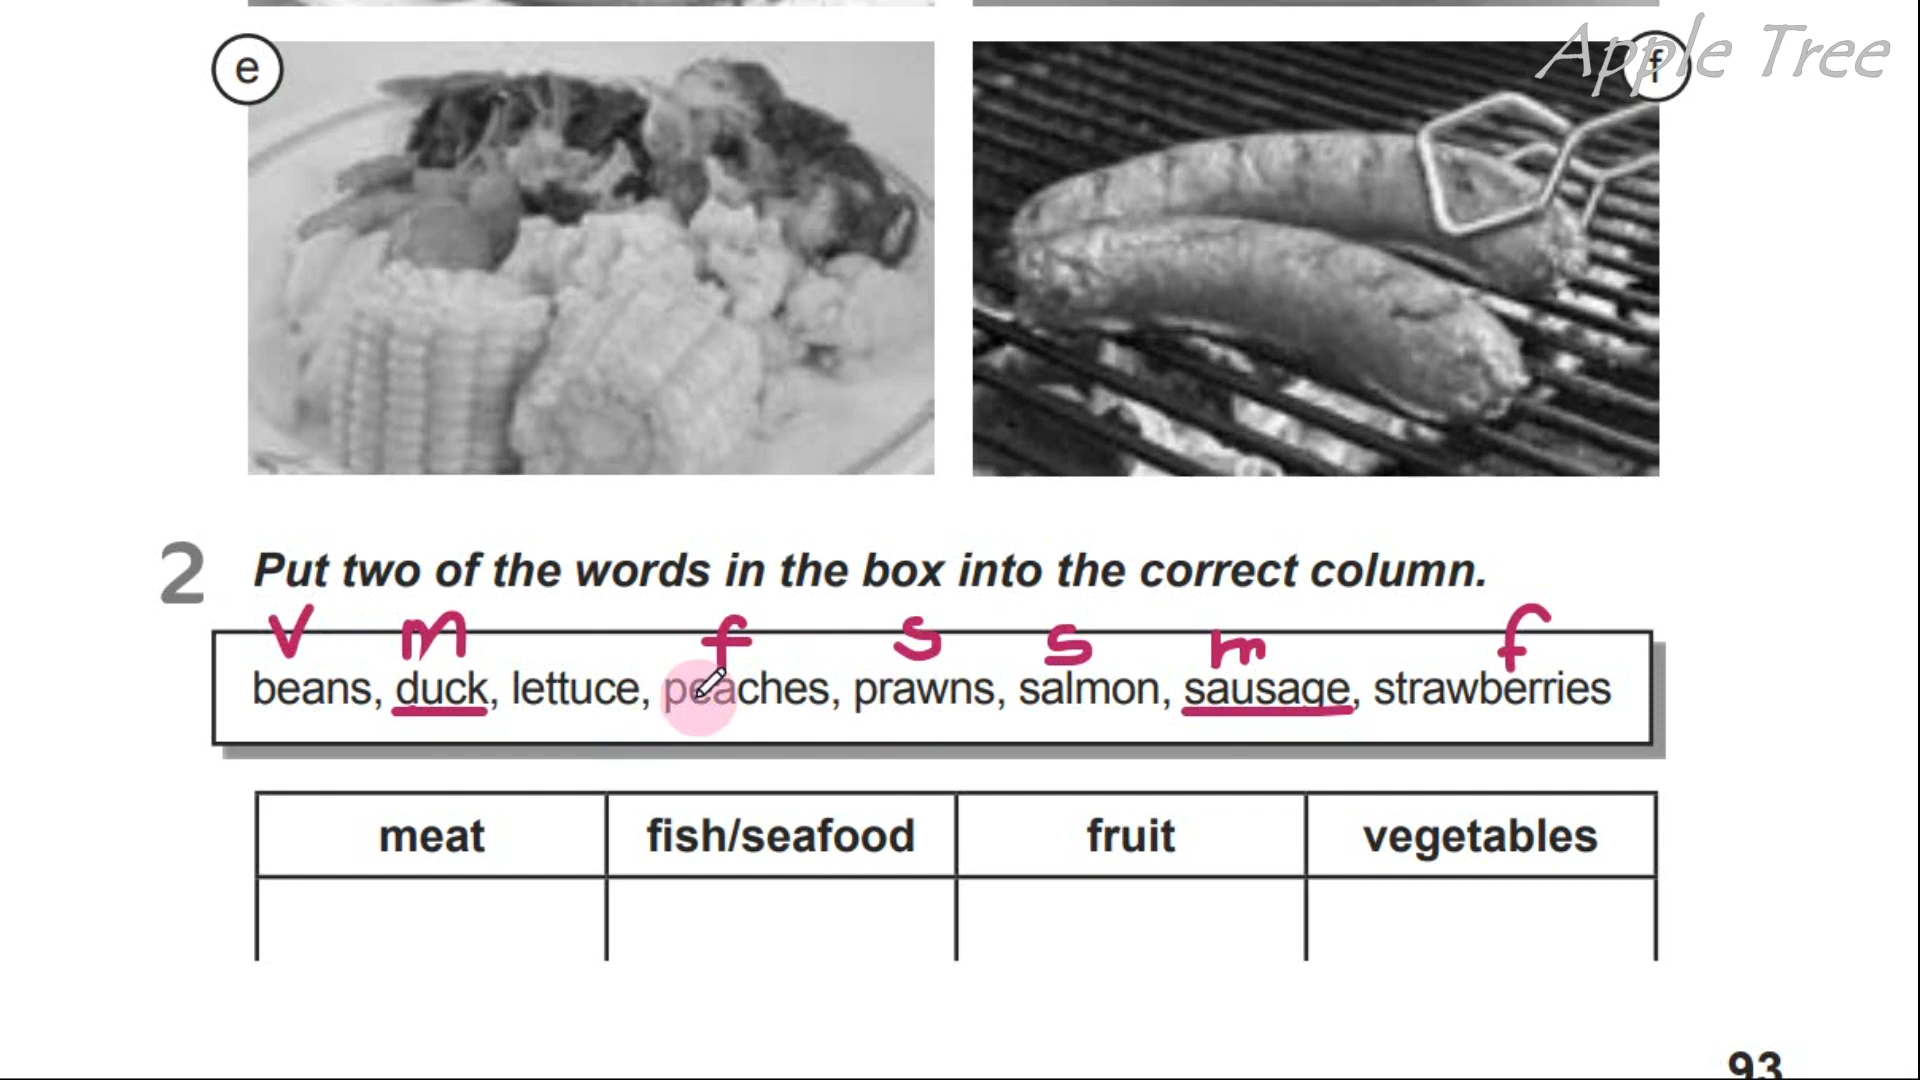 Apple Tree
e
f
2 Put two of the words in the box into the correct column.
V m f s s m f
beans, duck, lettuce, peaches, prawns, salmon, sausage, strawberries
meat fish/seafood fruit vegetables
93